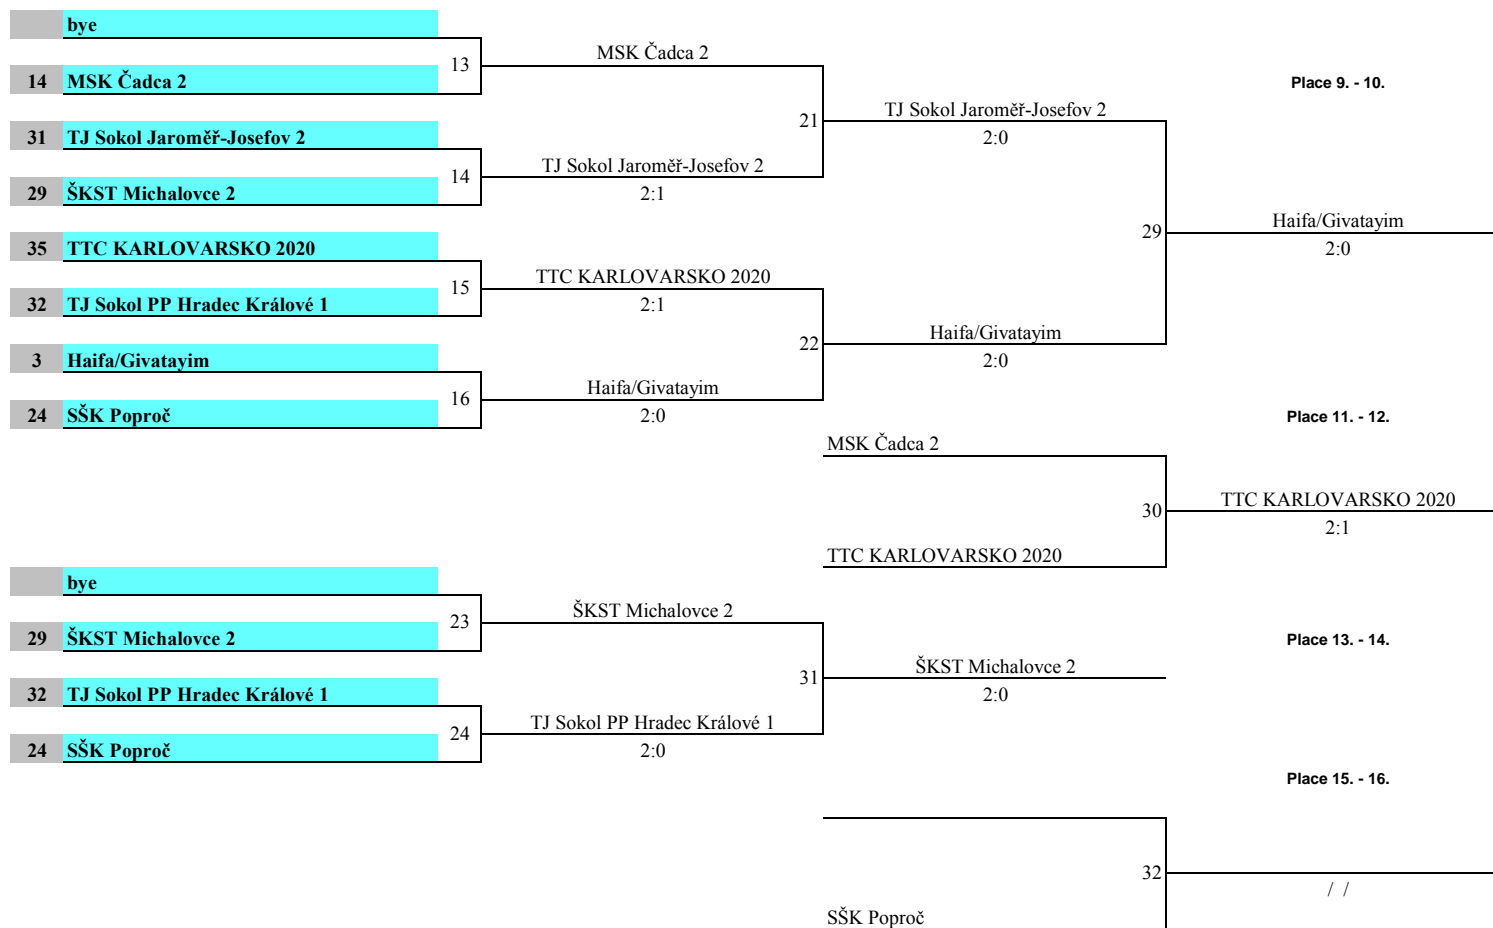 bye
13
MSK Čadca 2
14 MSK Čadca 2
Place 9. - 10.
21
TJ Sokol Jaroměř-Josefov 2
2:0
31 TJ Sokol Jaroměř-Josefov 2
14
TJ Sokol Jaroměř-Josefov 2
2:1
29 ŠKST Michalovce 2
29
Haifa/Givatayim
2:0
35 TTC KARLOVARSKO 2020
15
TTC KARLOVARSKO 2020
2:1
32 TJ Sokol PP Hradec Králové 1
22
Haifa/Givatayim
2:0
3 Haifa/Givatayim
16
Haifa/Givatayim
2:0
24 SŠK Poproč
Place 11. - 12.
MSK Čadca 2
30
TTC KARLOVARSKO 2020
2:1
TTC KARLOVARSKO 2020
bye
23
ŠKST Michalovce 2
29 ŠKST Michalovce 2
Place 13. - 14.
31
ŠKST Michalovce 2
2:0
32 TJ Sokol PP Hradec Králové 1
24
TJ Sokol PP Hradec Králové 1
2:0
24 SŠK Poproč
Place 15. - 16.
32
/ /
SŠK Poproč